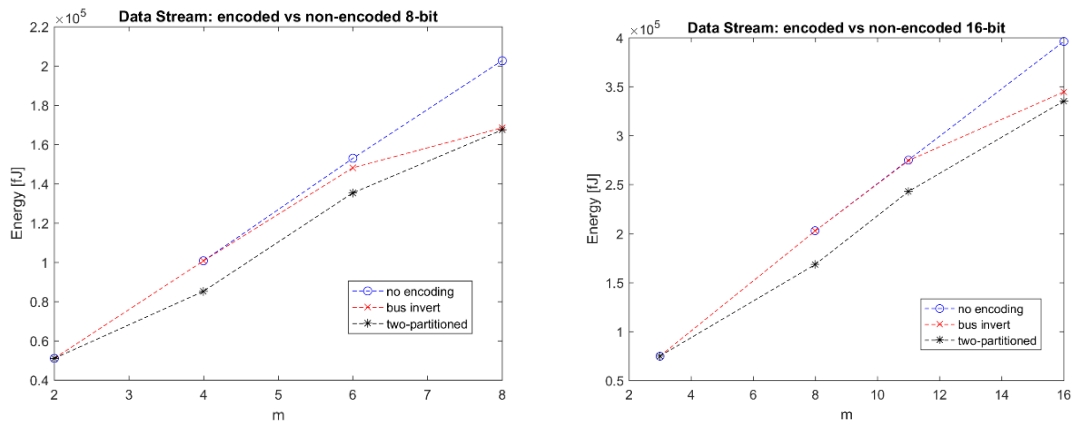 Data Stream: encoded vs non-encoded 8-bit
×10^5
2.2
2
1.8
1.6
1.4
1.2
1
0.8
0.6
0.4
Energy [fJ]
2 3 4 5 6 7 8
m
no encoding
bus invert
two-partitioned
Data Stream: encoded vs non-encoded 16-bit
×10^5
4
3.5
3
2.5
2
1.5
1
0.5
Energy [fJ]
2 4 6 8 10 12 14 16
m
no encoding
bus invert
two-partitioned